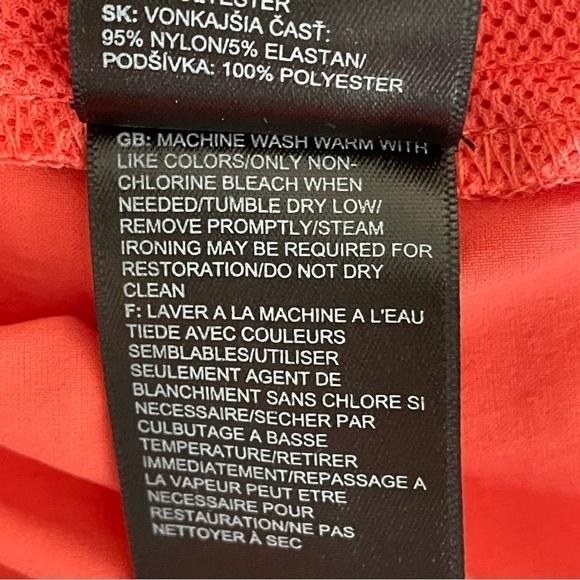 SK: VONKAJŠIA ČASŤ:
95% NYLON/5% ELASTAN/
PODŠÍVKA: 100% POLYESTER
GB: MACHINE WASH WARM WITH
LIKE COLORS/ONLY NON-
CHLORINE BLEACH WHEN
NEEDED/TUMBLE DRY LOW/
REMOVE PROMPTLY/STEAM
IRONING MAY BE REQUIRED FOR
RESTORATION/DO NOT DRY
CLEAN
F: LAVER A LA MACHINE A L'EAU
TIEDE AVEC COULEURS
SEMBLABLES/UTILISER
SEULEMENT AGENT DE
BLANCHIMENT SANS CHLORE SI
NECESSAIRE/SECHER PAR
CULBUTAGE A BASSE
TEMPERATURE/RETIRER
IMMEDIATEMENT/REPASSAGE A
LA VAPEUR PEUT ETRE
NECESSAIRE POUR
RESTAURATION/NE PAS
NETTOYER A SEC